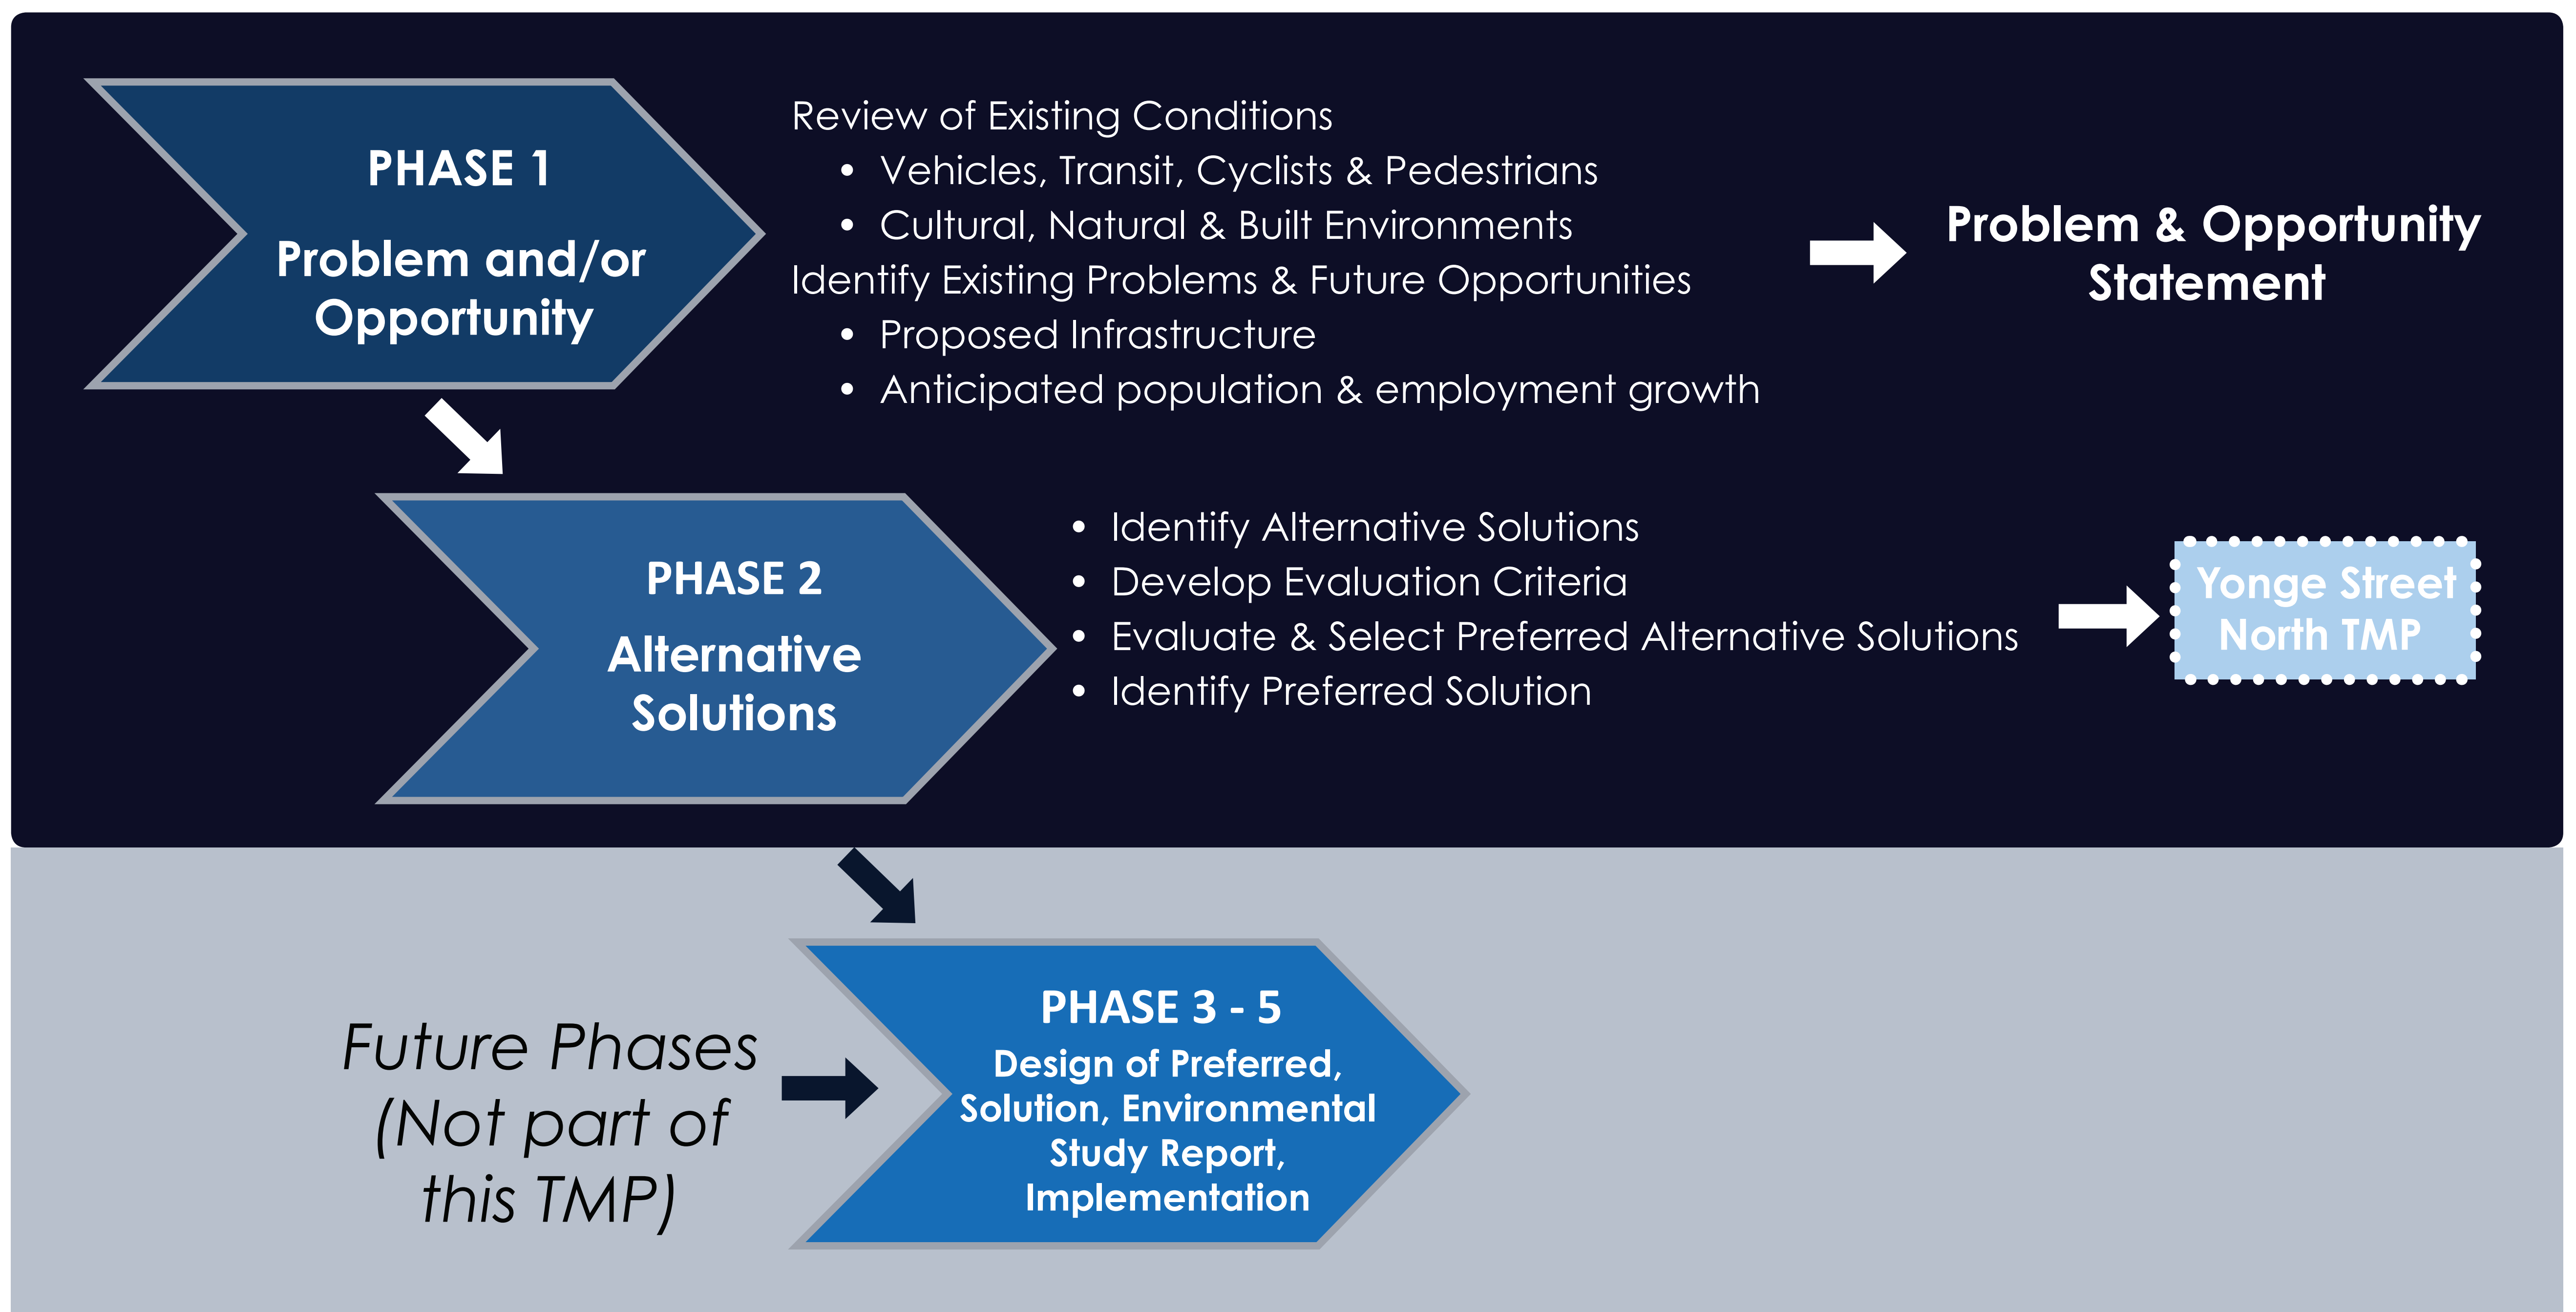 PHASE 1
Problem and/or
Opportunity
Review of Existing Conditions
• Vehicles, Transit, Cyclists & Pedestrians
• Cultural, Natural & Built Environments
Identify Existing Problems & Future Opportunities
• Proposed Infrastructure
• Anticipated population & employment growth
Problem & Opportunity
Statement
PHASE 2
Alternative
Solutions
• Identify Alternative Solutions
• Develop Evaluation Criteria
• Evaluate & Select Preferred Alternative Solutions
• Identify Preferred Solution
Yonge Street
North TMP
Future Phases
(Not part of
this TMP)
PHASE 3 - 5
Design of Preferred,
Solution, Environmental
Study Report,
Implementation